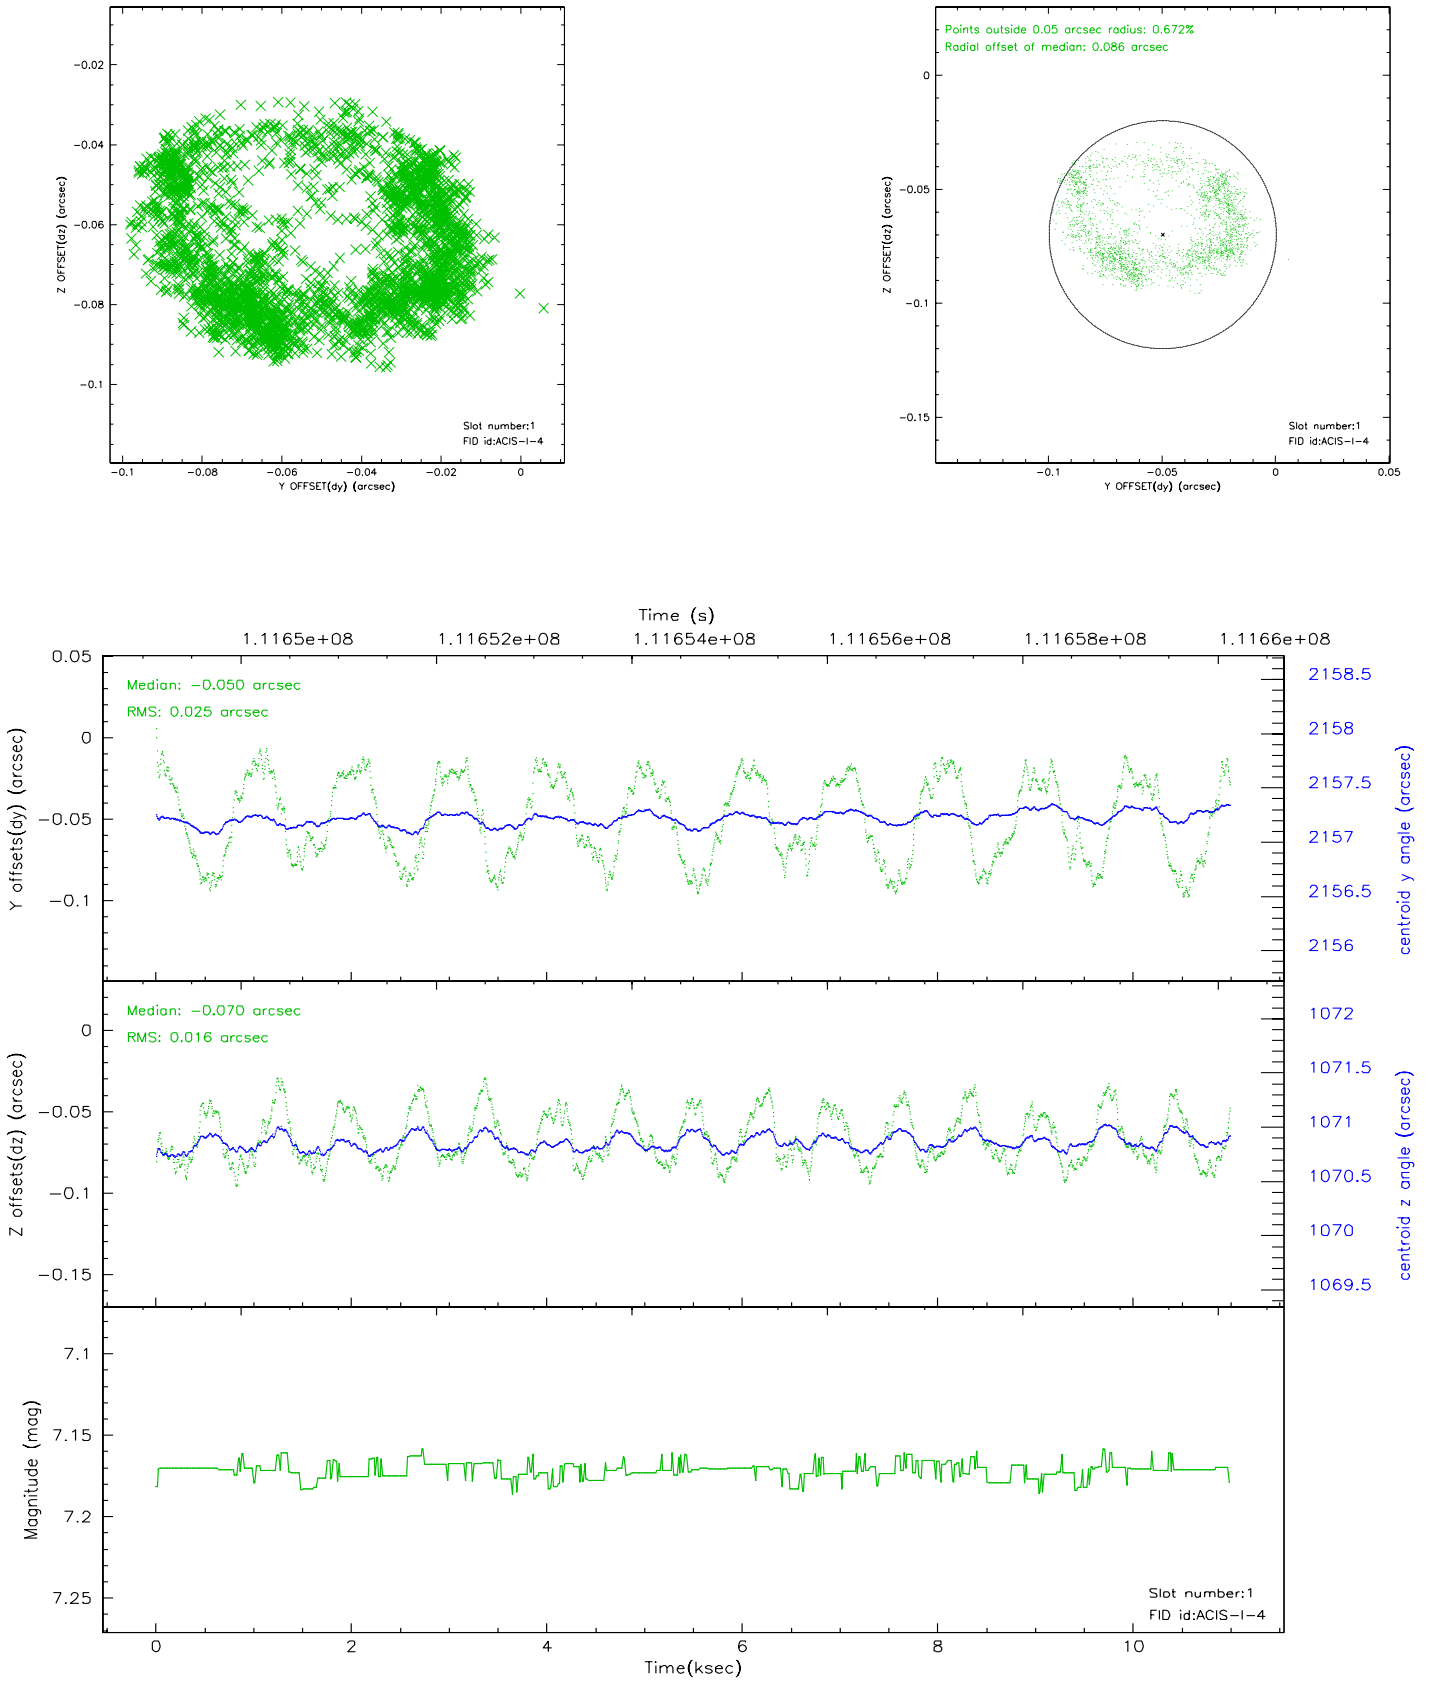 −0.02
−0.04
−0.06
−0.08
−0.1
Z OFFSET(dz) (arcsec)
Slot number:1
FID id:ACIS−I−4
−0.1 −0.08 −0.06 −0.04 −0.02 0
Y OFFSET(dy) (arcsec)
Points outside 0.05 arcsec radius: 0.672%
Radial offset of median: 0.086 arcsec
0
−0.05
−0.1
−0.15
Z OFFSET(dz) (arcsec)
Slot number:1
FID id:ACIS−I−4
−0.1 −0.05 0 0.05
Y OFFSET(dy) (arcsec)
Time (s)
1.1165e+08 1.11652e+08 1.11654e+08 1.11656e+08 1.11658e+08 1.1166e+08
0.05
0
−0.05
−0.1
Y offsets(dy) (arcsec)
Median: −0.050 arcsec
RMS: 0.025 arcsec
2158.5
2158
2157.5
2157
2156.5
2156
centroid y angle (arcsec)
0
−0.05
−0.1
−0.15
Z offsets(dz) (arcsec)
Median: −0.070 arcsec
RMS: 0.016 arcsec
1072
1071.5
1071
1070.5
1070
1069.5
centroid z angle (arcsec)
7.1
7.15
7.2
7.25
Magnitude (mag)
Slot number:1
FID id:ACIS−I−4
0 2 4 6 8 10
Time(ksec)